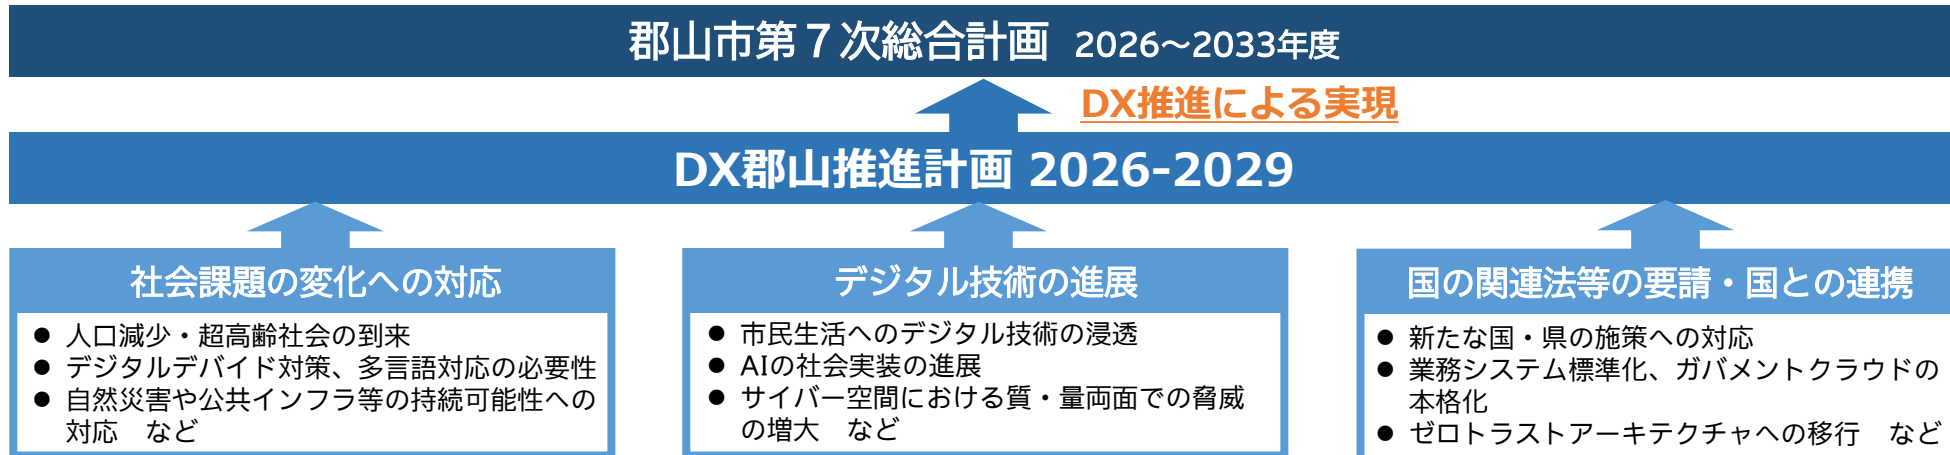 郡山市第７次総合計画 2026～2033年度
DX推進による実現
DX郡山推進計画 2026-2029
社会課題の変化への対応
● 人口減少・超高齢社会の到来
● デジタルデバイド対策、多言語対応の必要性
● 自然災害や公共インフラ等の持続可能性への
対応　など
デジタル技術の進展
● 市民生活へのデジタル技術の浸透
● AIの社会実装の進展
● サイバー空間における質・量両面での脅威
の増大　など
国の関連法等の要請・国との連携
● 新たな国・県の施策への対応
● 業務システム標準化、ガバメントクラウドの
本格化
● ゼロトラストアーキテクチャへの移行　など